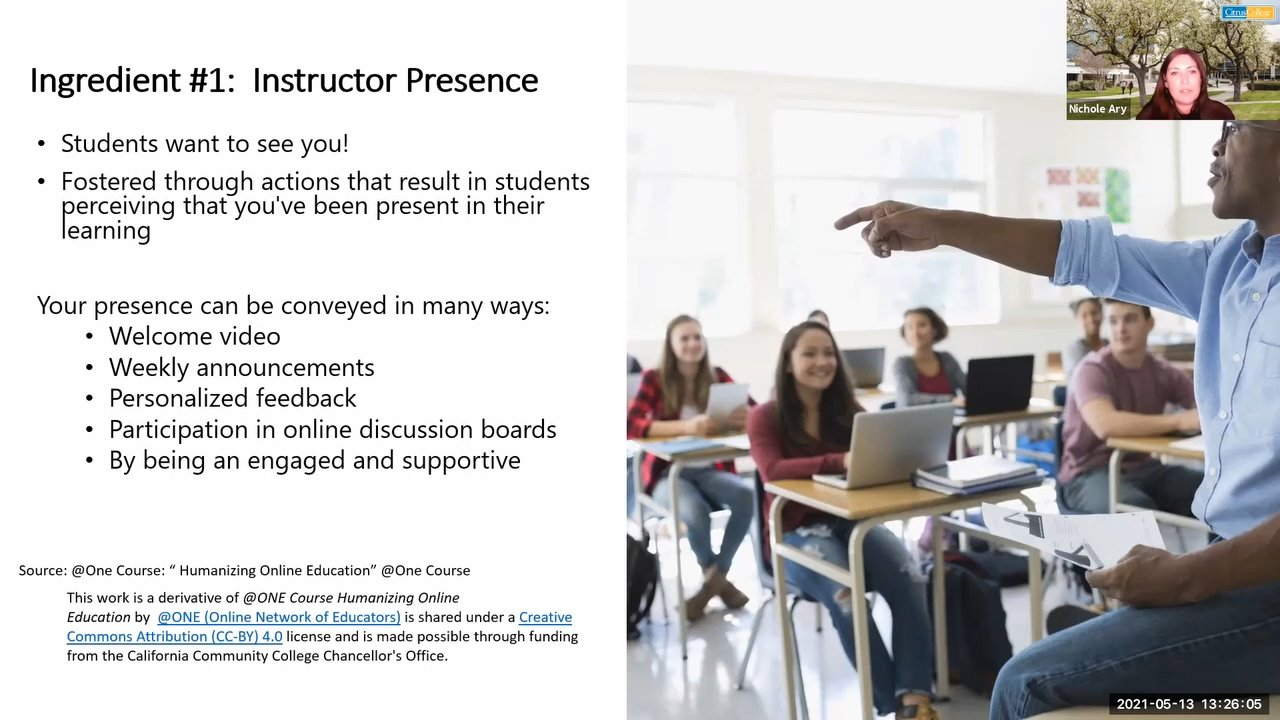 Ingredient #1: Instructor Presence
• Students want to see you!
• Fostered through actions that result in students
perceiving that you've been present in their
learning
Your presence can be conveyed in many ways:
• Welcome video
• Weekly announcements
• Personalized feedback
• Participation in online discussion boards
• By being an engaged and supportive
Source: @One Course: “ Humanizing Online Education” @One Course
This work is a derivative of @ONE Course Humanizing Online
Education by @ONE (Online Network of Educators) is shared under a Creative
Commons Attribution (CC-BY) 4.0 license and is made possible through funding
from the California Community College Chancellor's Office.
CitrusCollege
Nichole Ary
2021-05-13 13:26:05